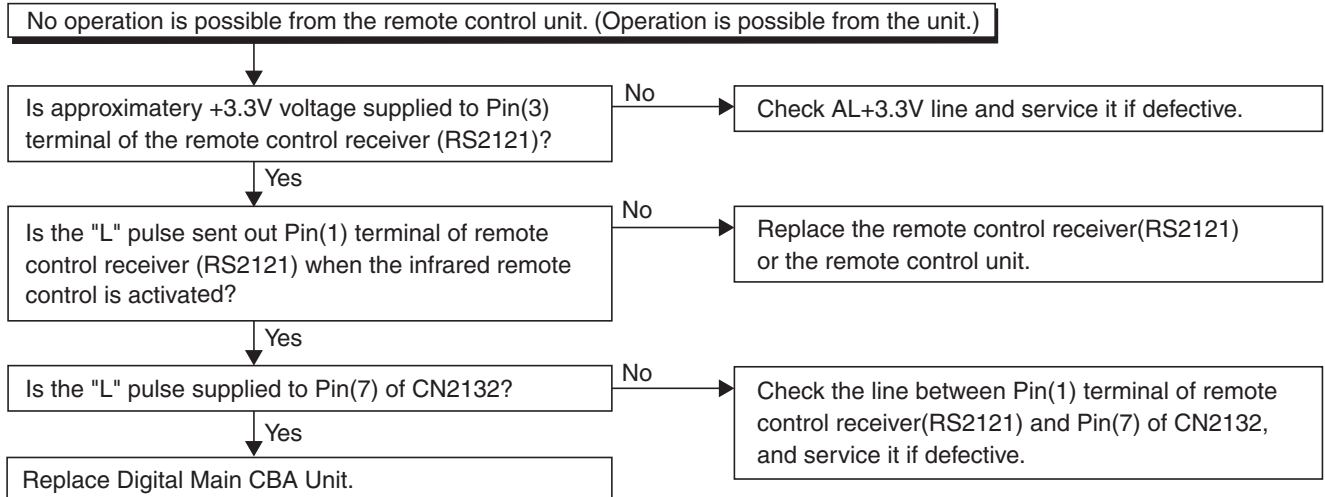 No operation is possible from the remote control unit. (Operation is possible from the unit.)
Is approximatery +3.3V voltage supplied to Pin(3)
terminal of the remote control receiver (RS2121)?
No
Check AL+3.3V line and service it if defective.
Yes
Is the "L" pulse sent out Pin(1) terminal of remote
control receiver (RS2121) when the infrared remote
control is activated?
No
Replace the remote control receiver(RS2121)
or the remote control unit.
Yes
Is the "L" pulse supplied to Pin(7) of CN2132?
No
Check the line between Pin(1) terminal of remote
control receiver(RS2121) and Pin(7) of CN2132,
and service it if defective.
Yes
Replace Digital Main CBA Unit.